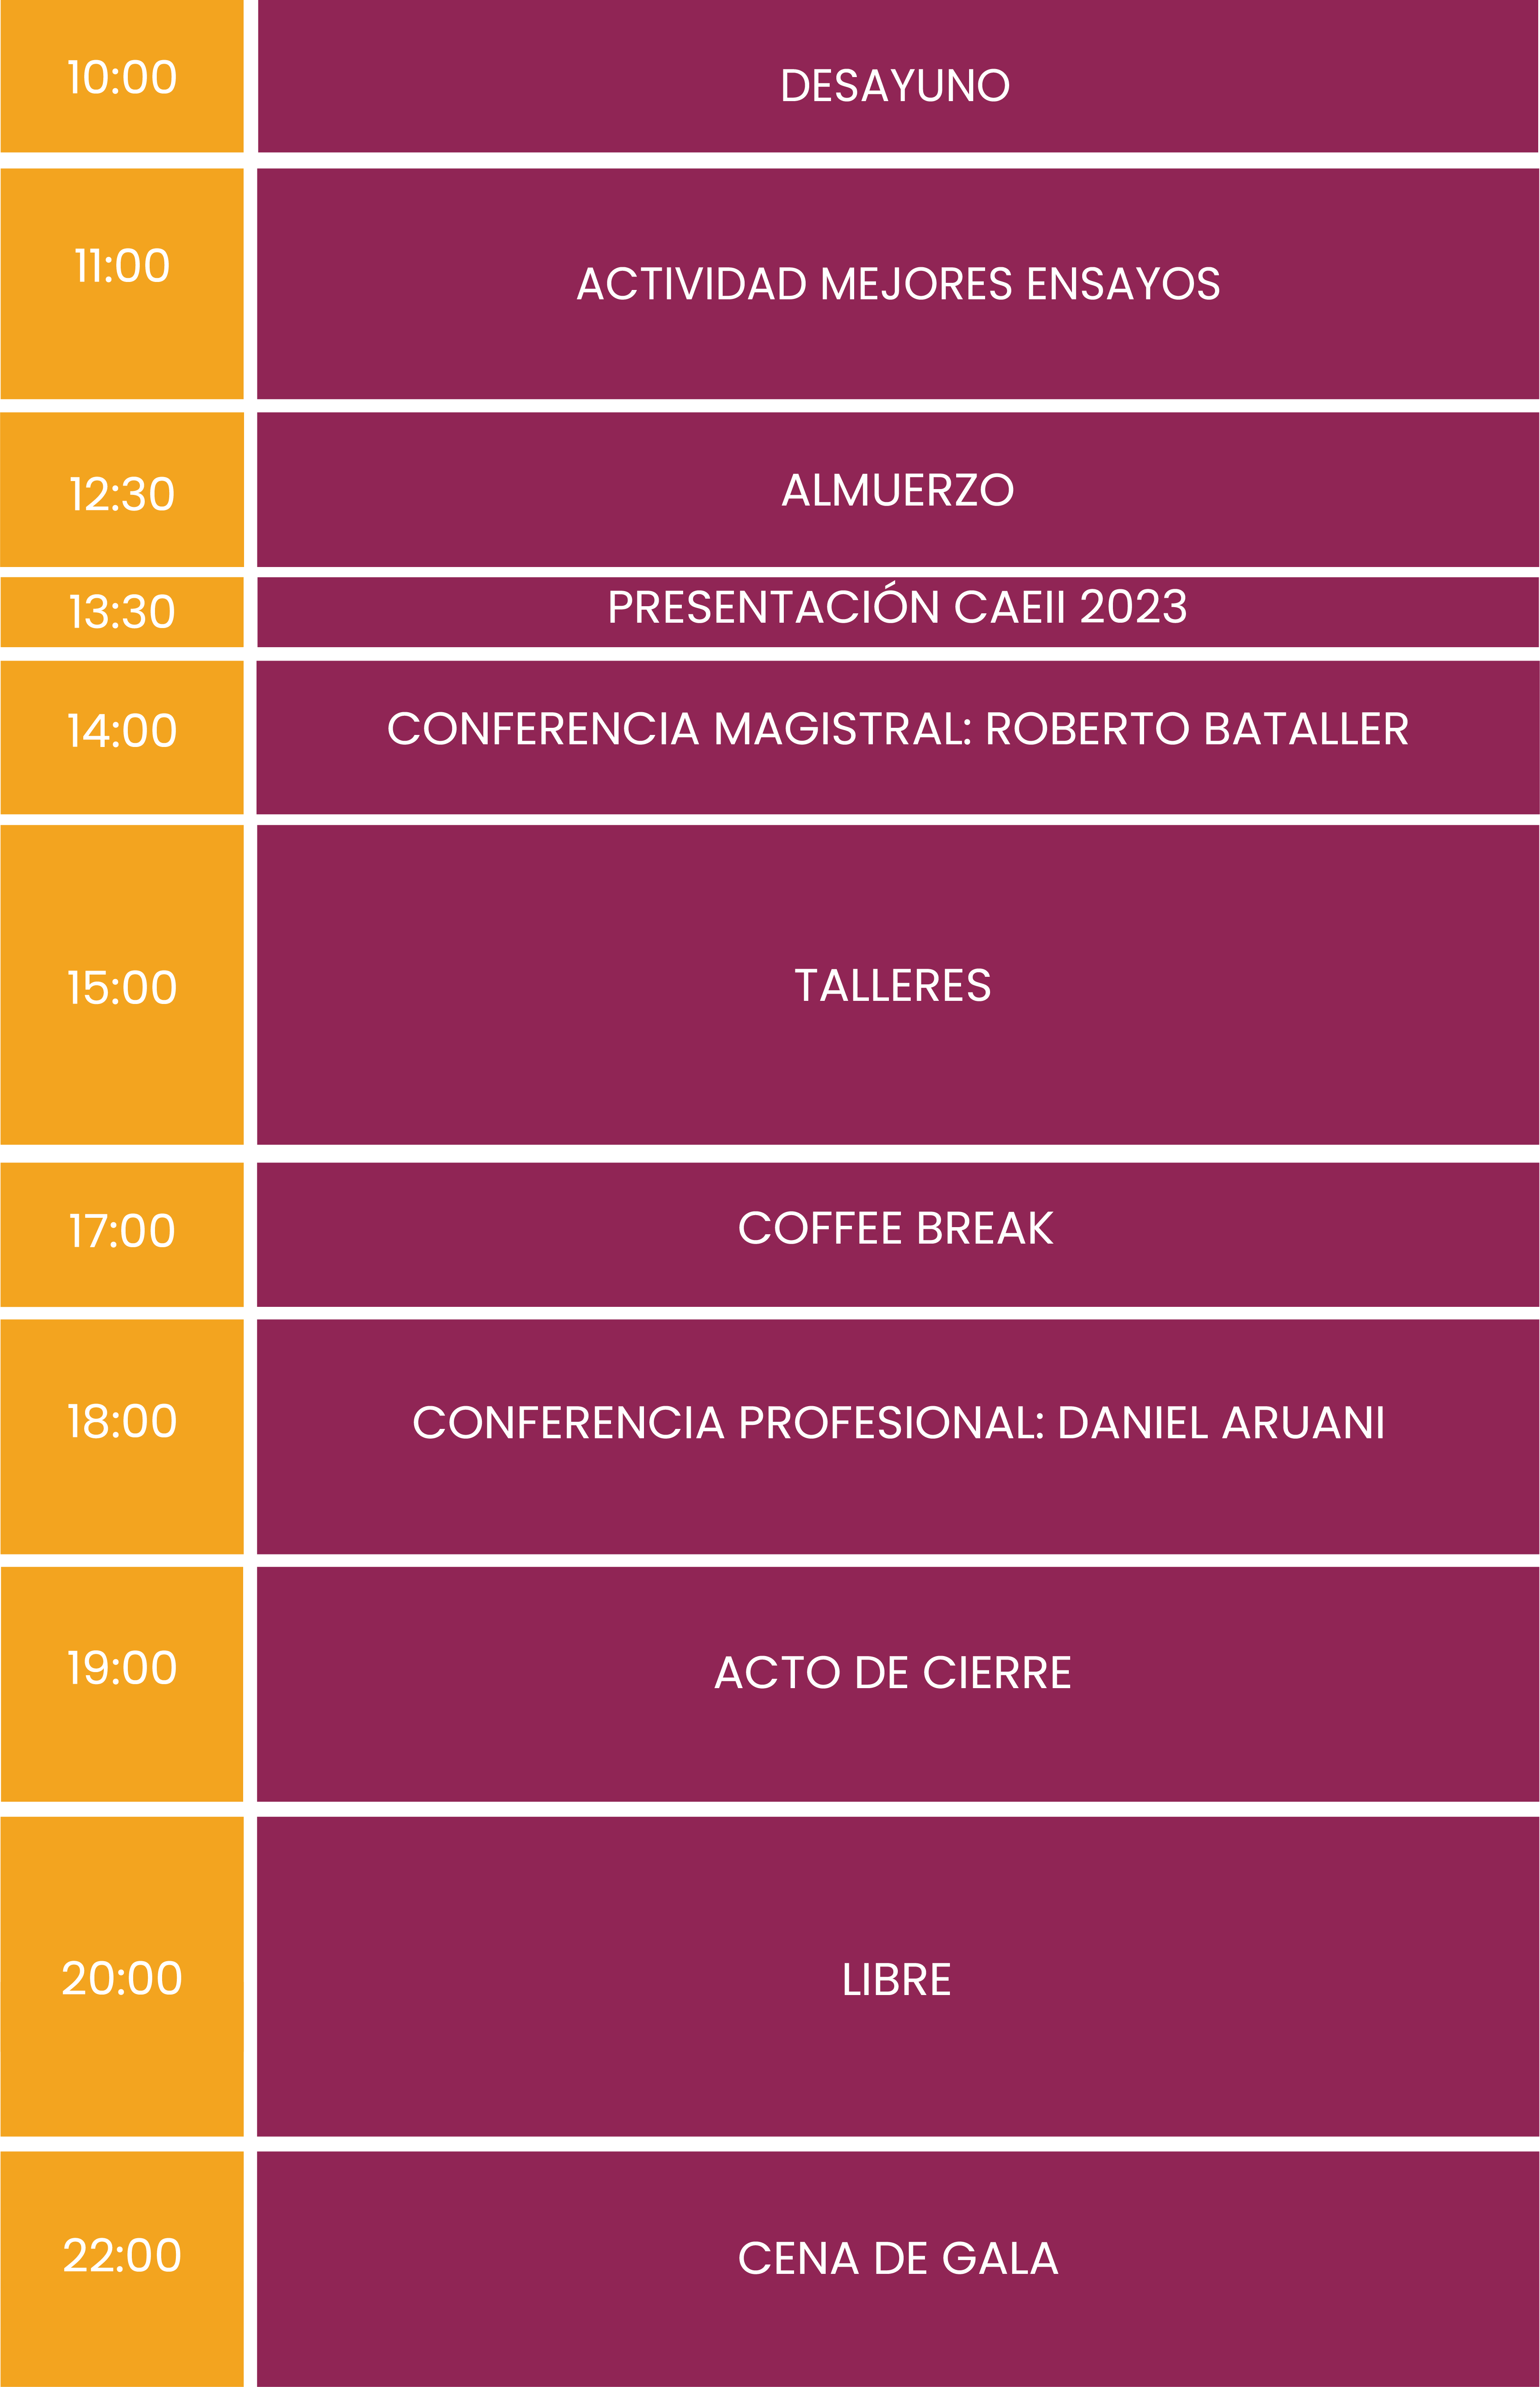 10:00 DESAYUNO
11:00 ACTIVIDAD MEJORES ENSAYOS
12:30 ALMUERZO
13:30 PRESENTACIÓN CAEII 2023
14:00 CONFERENCIA MAGISTRAL: ROBERTO BATALLER
15:00 TALLERES
17:00 COFFEE BREAK
18:00 CONFERENCIA PROFESIONAL: DANIEL ARUANI
19:00 ACTO DE CIERRE
20:00 LIBRE
22:00 CENA DE GALA